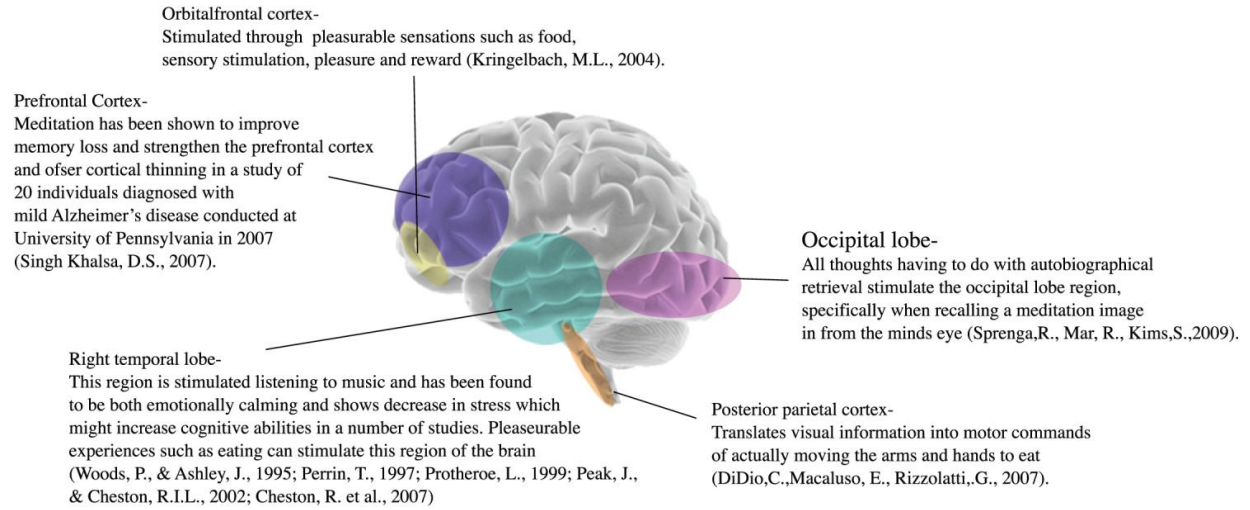 Orbitalfrontal cortex-
Stimulated through  pleasurable sensations such as food,
sensory stimulation, pleasure and reward (Kringelbach, M.L., 2004).
Prefrontal Cortex-
Meditation has been shown to improve
memory loss and strengthen the prefrontal cortex
and ofser cortical thinning in a study of
20 individuals diagnosed with
mild Alzheimer's disease conducted at
University of Pennsylvania in 2007
(Singh Khalsa, D.S., 2007).
Occipital lobe-
All thoughts having to do with autobiographical
retrieval stimulate the occipital lobe region,
specifically when recalling a meditation image
in from the minds eye (Sprenga,R., Mar, R., Kims,S.,2009).
Right temporal lobe-
This region is stimulated listening to music and has been found
to be both emotionally calming and shows decrease in stress which
might increase cognitive abilities in a number of studies. Pleaseurable
experiences such as eating can stimulate this region of the brain
(Woods, P., & Ashley, J., 1995; Perrin, T., 1997; Protheroe, L., 1999; Peak, J.,
& Cheston, R.I.L., 2002; Cheston, R. et al., 2007)
Posterior parietal cortex-
Translates visual information into motor commands
of actually moving the arms and hands to eat
(DiDio,C.,Macaluso, E., Rizzolatti,.G., 2007).